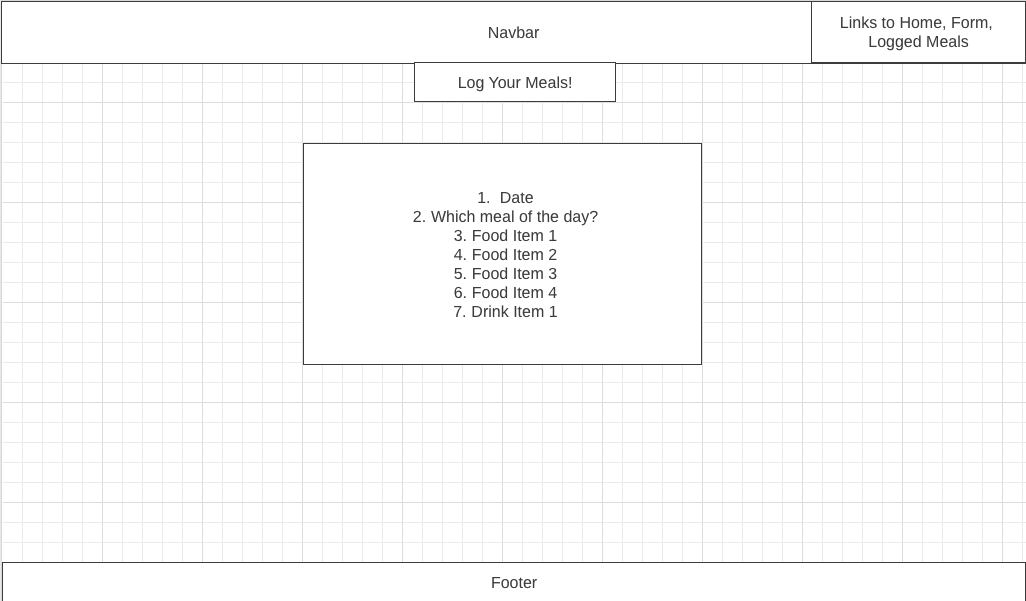 Navbar
Links to Home, Form,
Logged Meals
Log Your Meals!
1.  Date
2. Which meal of the day?
3. Food Item 1
4. Food Item 2
5. Food Item 3
6. Food Item 4
7. Drink Item 1
Footer